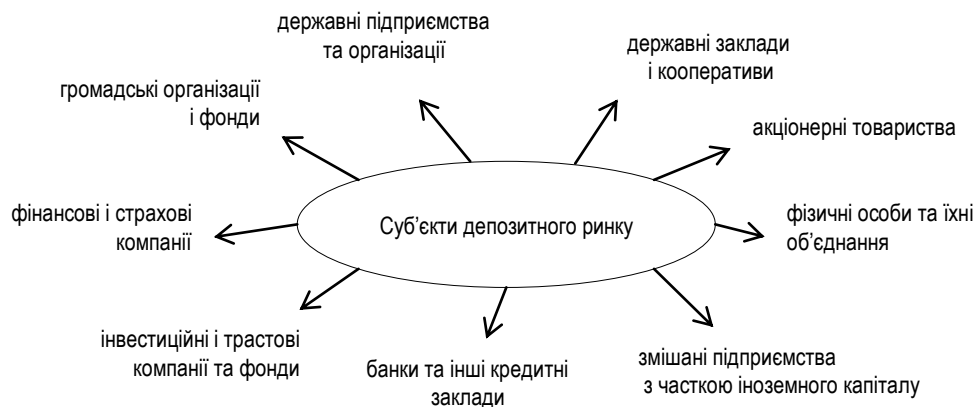 державні підприємства
та організації
державні заклади
і кооперативи
громадські організації
і фонди
акціонерні товариства
фінансові і страхові
компанії
Суб’єкти депозитного ринку
фізичні особи та їхні
об’єднання
інвестиційні і трастові
компанії та фонди
банки та інші кредитні
заклади
змішані підприємства
з часткою іноземного капіталу